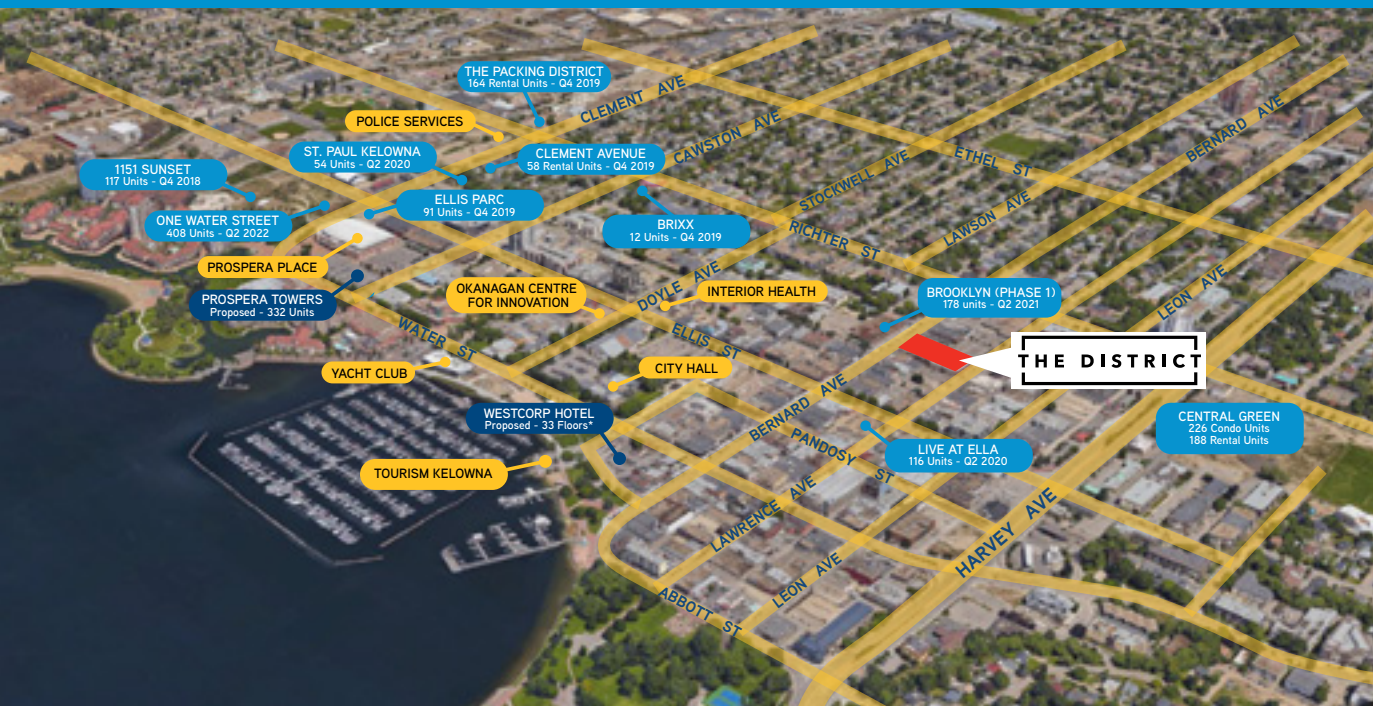 THE PACKING DISTRICT
164 Rental Units - Q4 2019
CLEMENT AVE
POLICE SERVICES
CAWSTON AVE
BERNARD AVE
ST. PAUL KELOWNA
54 Units - Q2 2020
CLEMENT AVENUE
58 Rental Units - Q4 2019
ETHEL ST
1151 SUNSET
117 Units - Q4 2018
STOCKWELL AVE
ELLIS PARC
91 Units - Q4 2019
ONE WATER STREET
408 Units - Q2 2022
BRIXX
12 Units - Q4 2019
RICHTER ST
LAWSON AVE
PROSPERA PLACE
OKANAGAN CENTRE
FOR INNOVATION
DOYLE AVE
INTERIOR HEALTH
BROOKLYN (PHASE 1)
178 units - Q2 2021
LEON AVE
PROSPERA TOWERS
Proposed - 332 Units
WATER ST
ELLIS ST
THE DISTRICT
YACHT CLUB
CITY HALL
BERNARD AVE
WESTCORP HOTEL
Proposed - 33 Floors*
PANDOSY ST
CENTRAL GREEN
226 Condo Units
188 Rental Units
LIVE AT ELLA
116 Units - Q2 2020
TOURISM KELOWNA
LAWRENCE AVE
HARVEY AVE
LEON AVE
ABBOTT ST